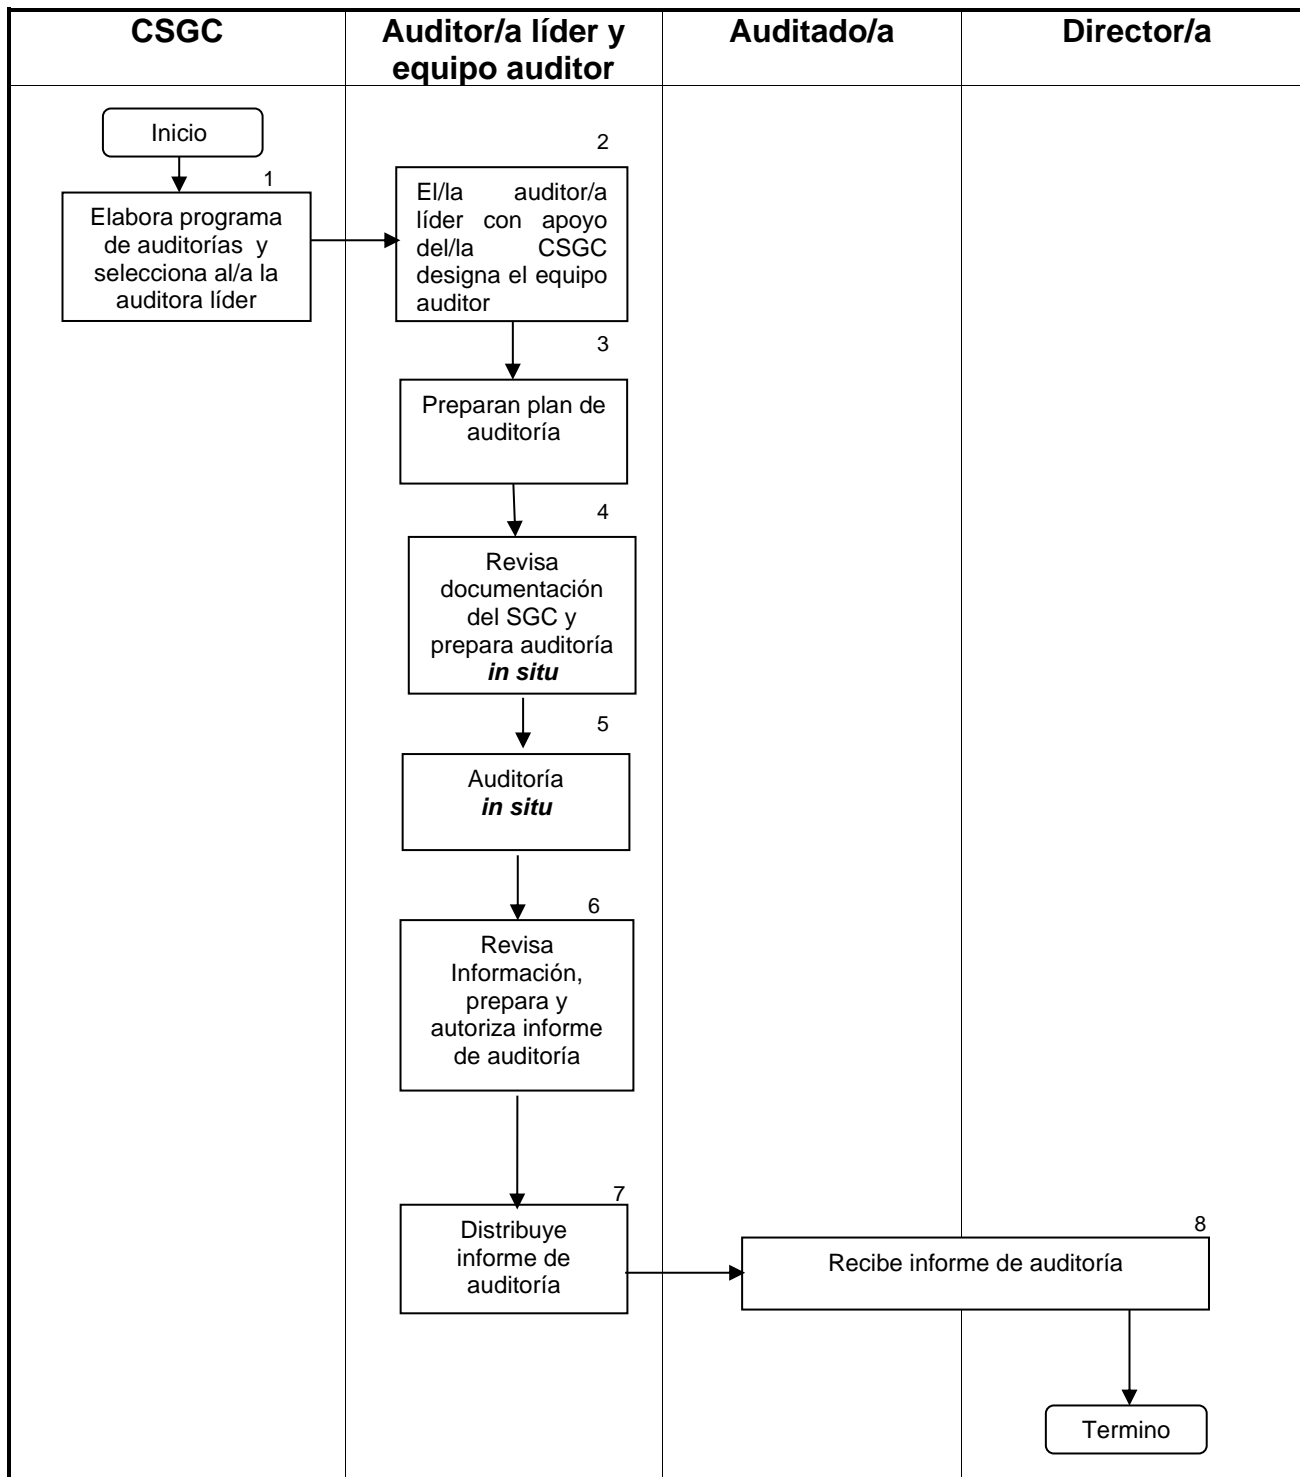 CSGC
Auditor/a líder y
equipo auditor
Auditado/a
Director/a
Inicio
1
Elabora programa
de auditorías y
selecciona al/a la
auditora líder
2
El/la auditor/a
líder con apoyo
del/la CSGC
designa el equipo
auditor
3
Preparan plan de
auditoría
4
Revisa
documentación
del SGC y
prepara auditoría
in situ
5
Auditoría
in situ
6
Revisa
Información,
prepara y
autoriza informe
de auditoría
7
Distribuye
informe de
auditoría
8
Recibe informe de auditoría
Termino